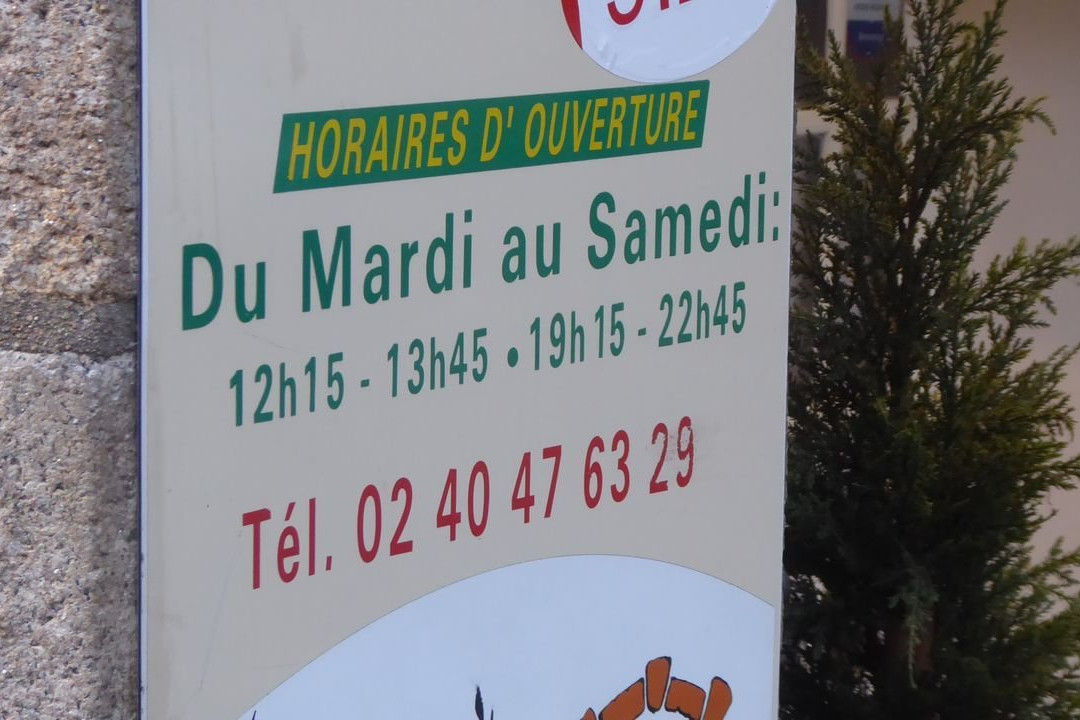 HORAIRES D' OUVERTURE
Du Mardi au Samedi:
12h15 - 13h45 • 19h15 - 22h45
Tél. 02 40 47 63 29